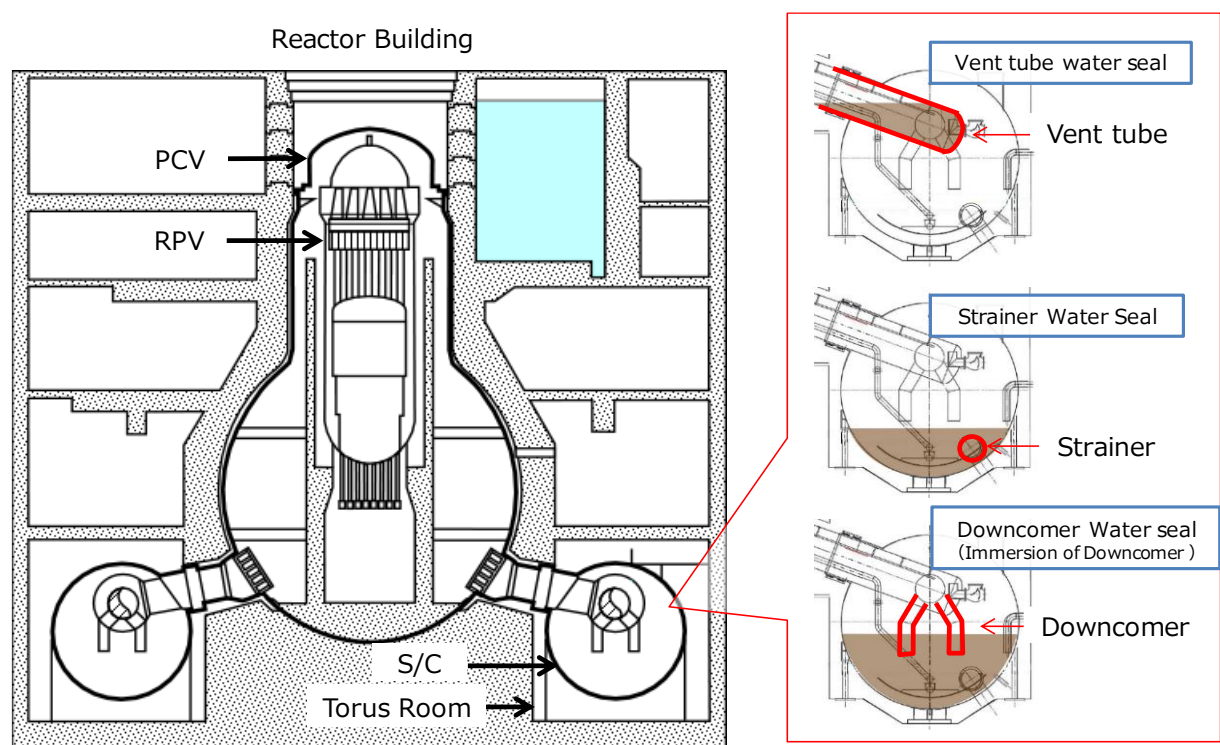 Reactor Building
PCV
RPV
S/C
Torus Room
Vent tube water seal
Vent tube
Strainer Water Seal
Strainer
Downcomer Water seal
(Immersion of Downcomer )
Downcomer